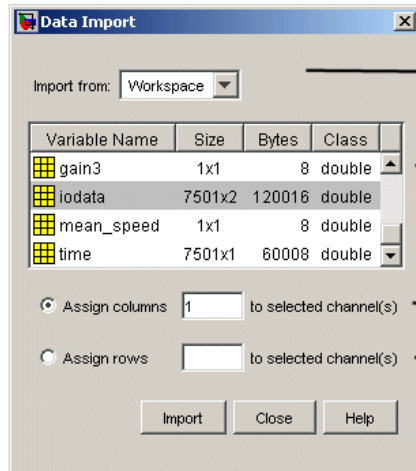 Data Import
Import from: Workspace
Variable Name Size Bytes Class
gain3 1x1 8 double
iodata 7501x2 120016 double
mean_speed 1x1 8 double
time 7501x1 60008 double
Assign columns 1 to selected channel(s)
Assign rows to selected channel(s)
Import Close Help